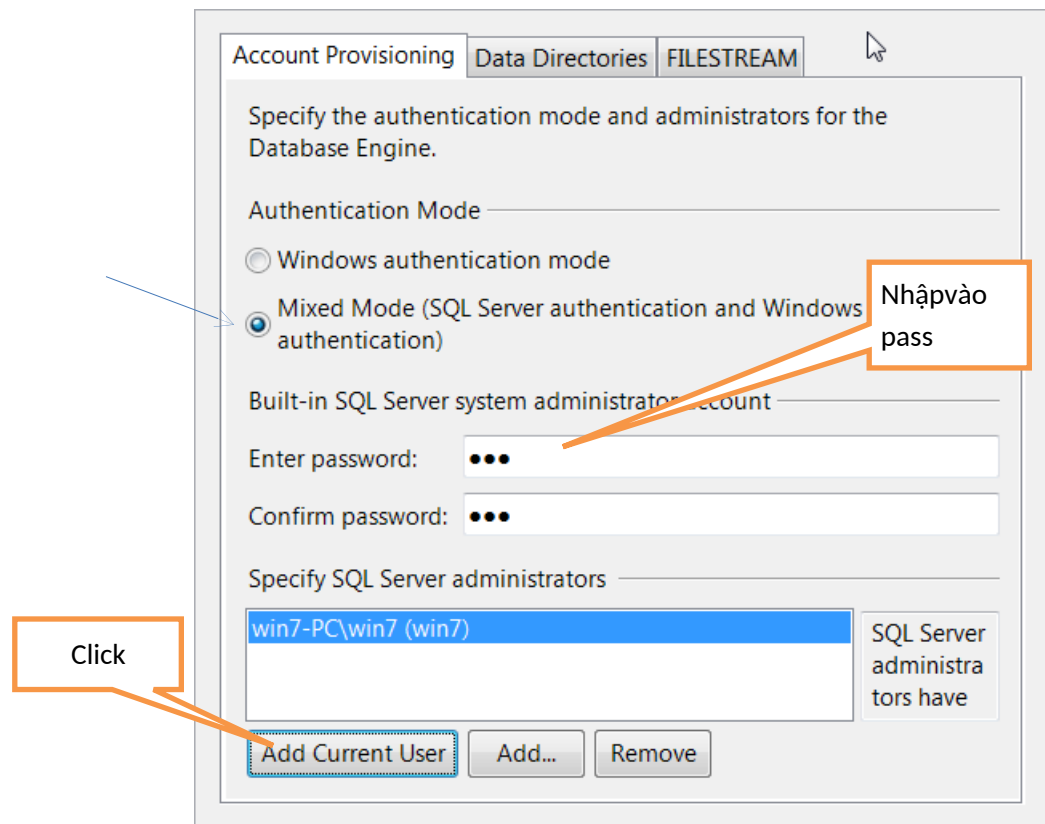 Account Provisioning Data Directories FILESTREAM
Specify the authentication mode and administrators for the
Database Engine.
Authentication Mode
Windows authentication mode
Mixed Mode (SQL Server authentication and Windows
authentication)
Nhậpvào
pass
Built-in SQL Server system administrator account
Enter password: ●●●
Confirm password: ●●●
Specify SQL Server administrators
win7-PC\win7 (win7)
SQL Server
administra
tors have
Click
Add Current User Add... Remove